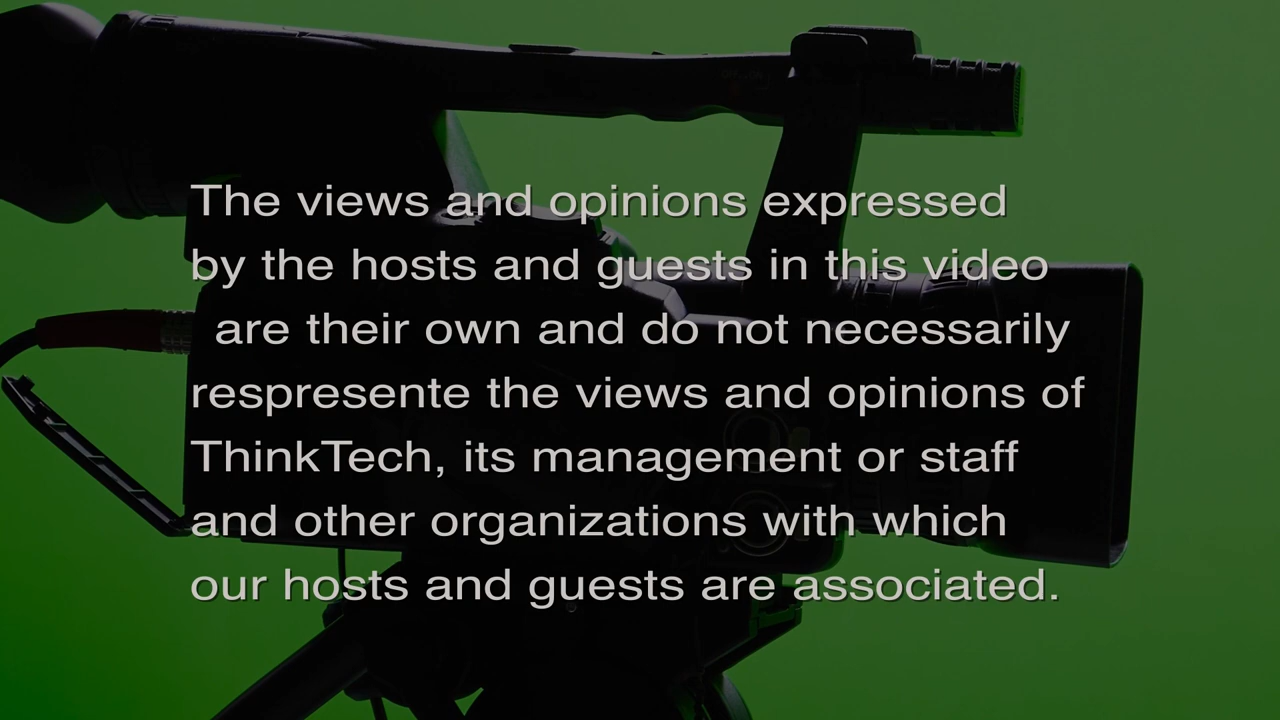 The views and opinions expressed
by the hosts and guests in this video
are their own and do not necessarily
respresente the views and opinions of
ThinkTech, its management or staff
and other organizations with which
our hosts and guests are associated.